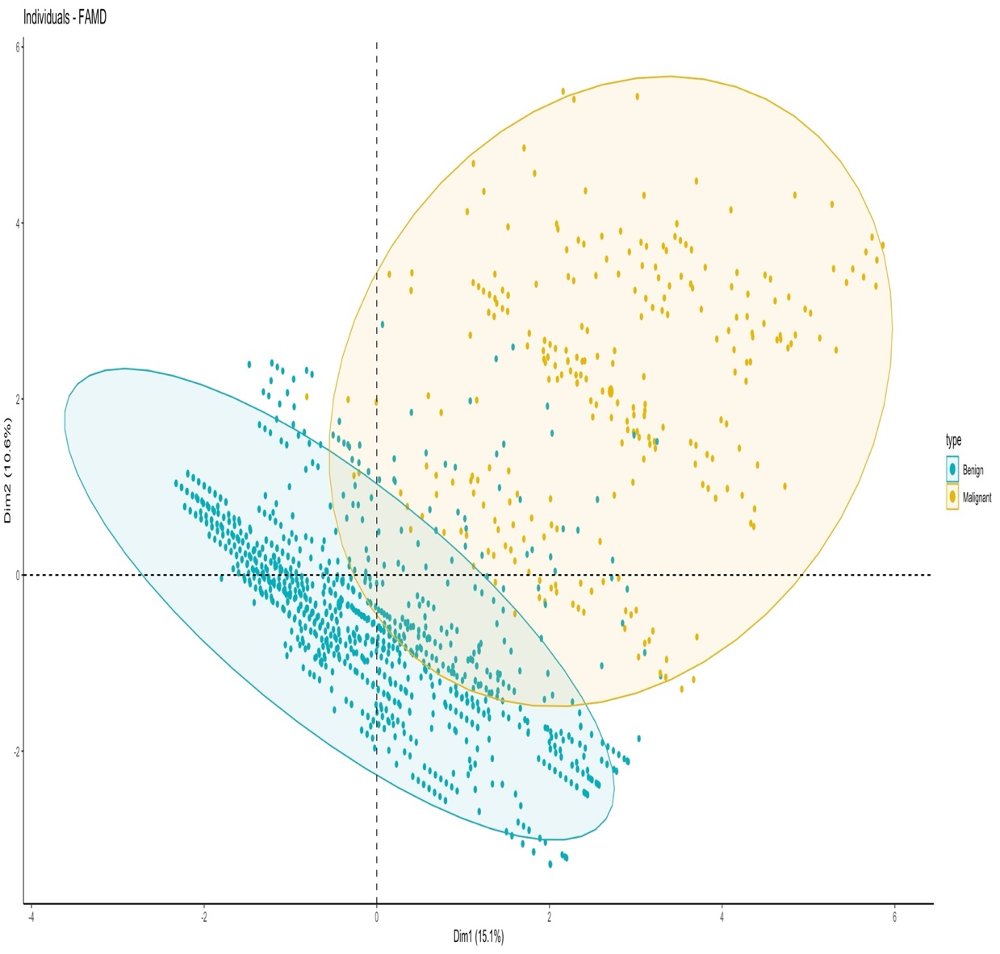 Individuals - FAMD
6
4
2
0
-2
Dim2 (10.6%)
-4
-2
0
2
4
6
Dim1 (15.1%)
type
Benign
Malignant